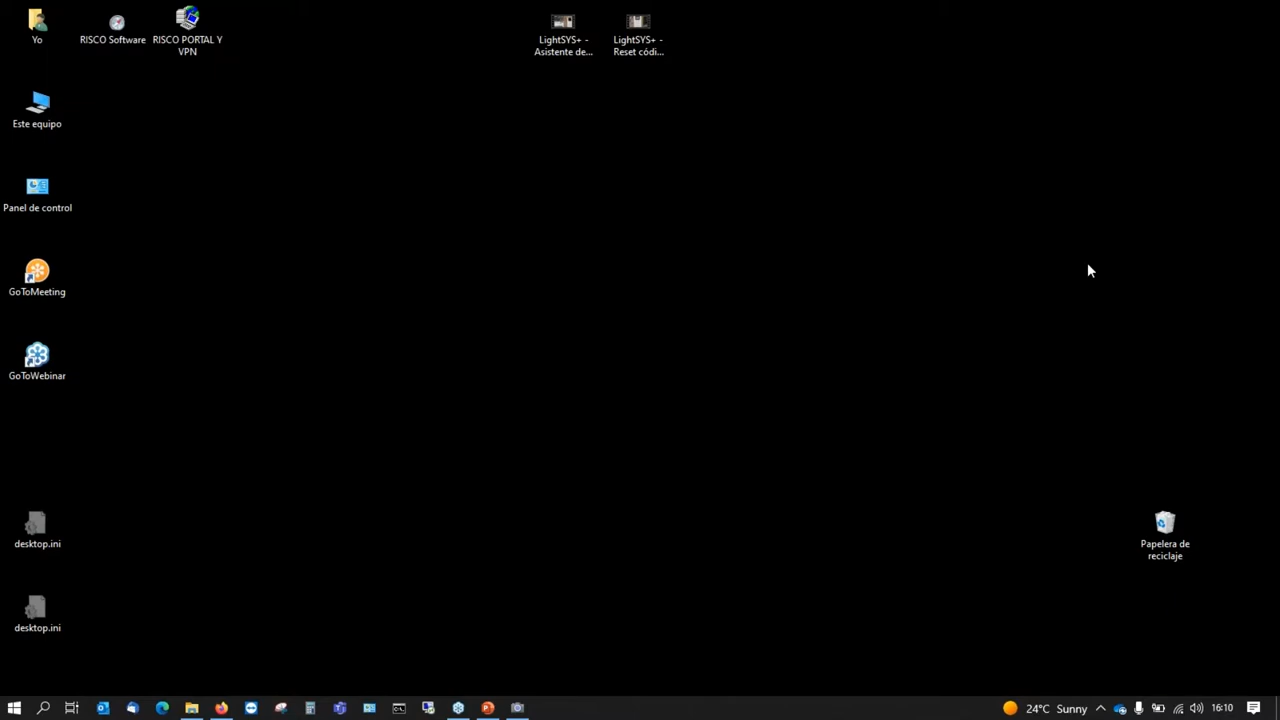 Yo
RISCO Software
RISCO PORTAL Y
VPN
LightSYS+ -
Asistente de...
LightSYS+ -
Reset códi...
Este equipo
Panel de control
GoToMeeting
GoToWebinar
desktop.ini
Papelera de
reciclaje
desktop.ini
24°C Sunny
16:10